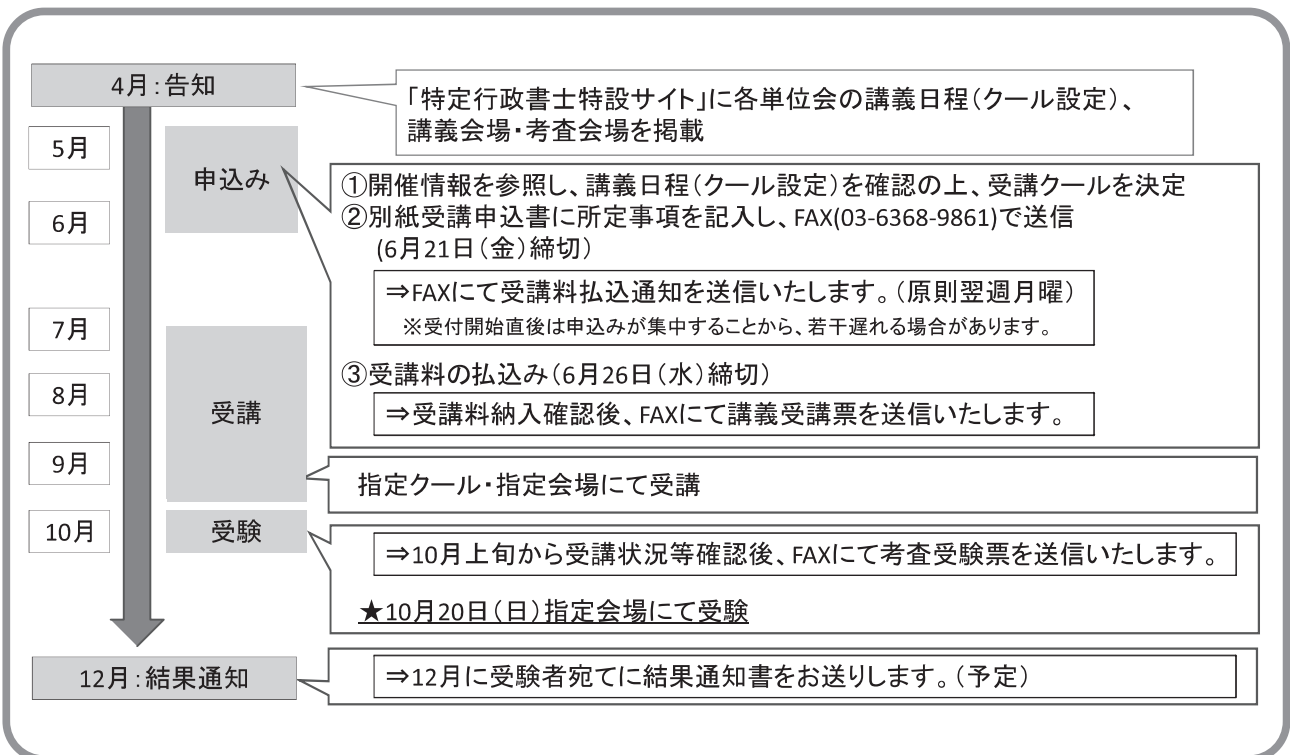 4月:告知
「特定行政書士特設サイト」に各単位会の講義日程(クール設定)、
講義会場・考査会場を掲載
5月
申込み
6月
①開催情報を参照し、講義日程(クール設定)を確認の上、受講クールを決定
②別紙受講申込書に所定事項を記入し、FAX(03-6368-9861)で送信
(6月21日(金)締切)
⇒FAXにて受講料払込通知を送信いたします。(原則翌週月曜)
※受付開始直後は申込みが集中することから、若干遅れる場合があります。
③受講料の払込み(6月26日(水)締切)
⇒受講料納入確認後、FAXにて講義受講票を送信いたします。
7月
8月
受講
9月
指定クール・指定会場にて受講
10月
受験
⇒10月上旬から受講状況等確認後、FAXにて考査受験票を送信いたします。
★10月20日(日)指定会場にて受験
12月:結果通知
⇒12月に受験者宛てに結果通知書をお送りします。(予定)